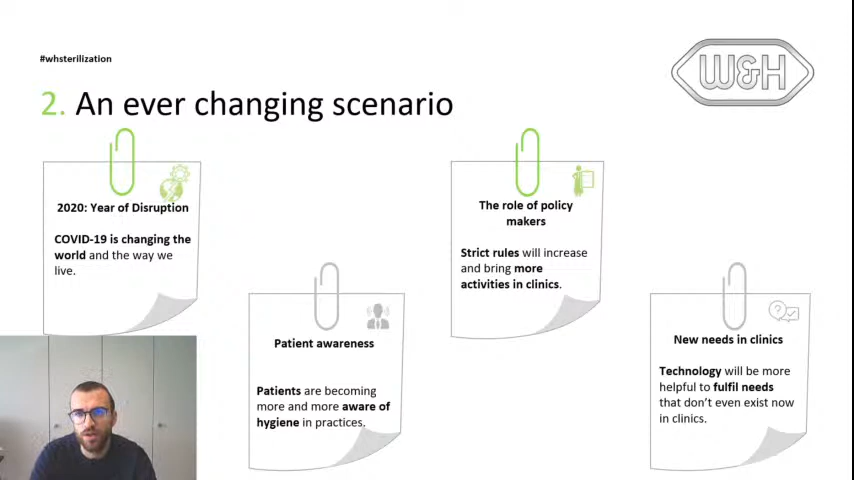 #whsterilization
W&H
2. An ever changing scenario
2020: Year of Disruption
COVID-19 is changing the
world and the way we
live.
Patient awareness
Patients are becoming
more and more aware of
hygiene in practices.
The role of policy
makers
Strict rules will increase
and bring more
activities in clinics.
New needs in clinics
Technology will be more
helpful to fulfil needs
that don't even exist now
in clinics.